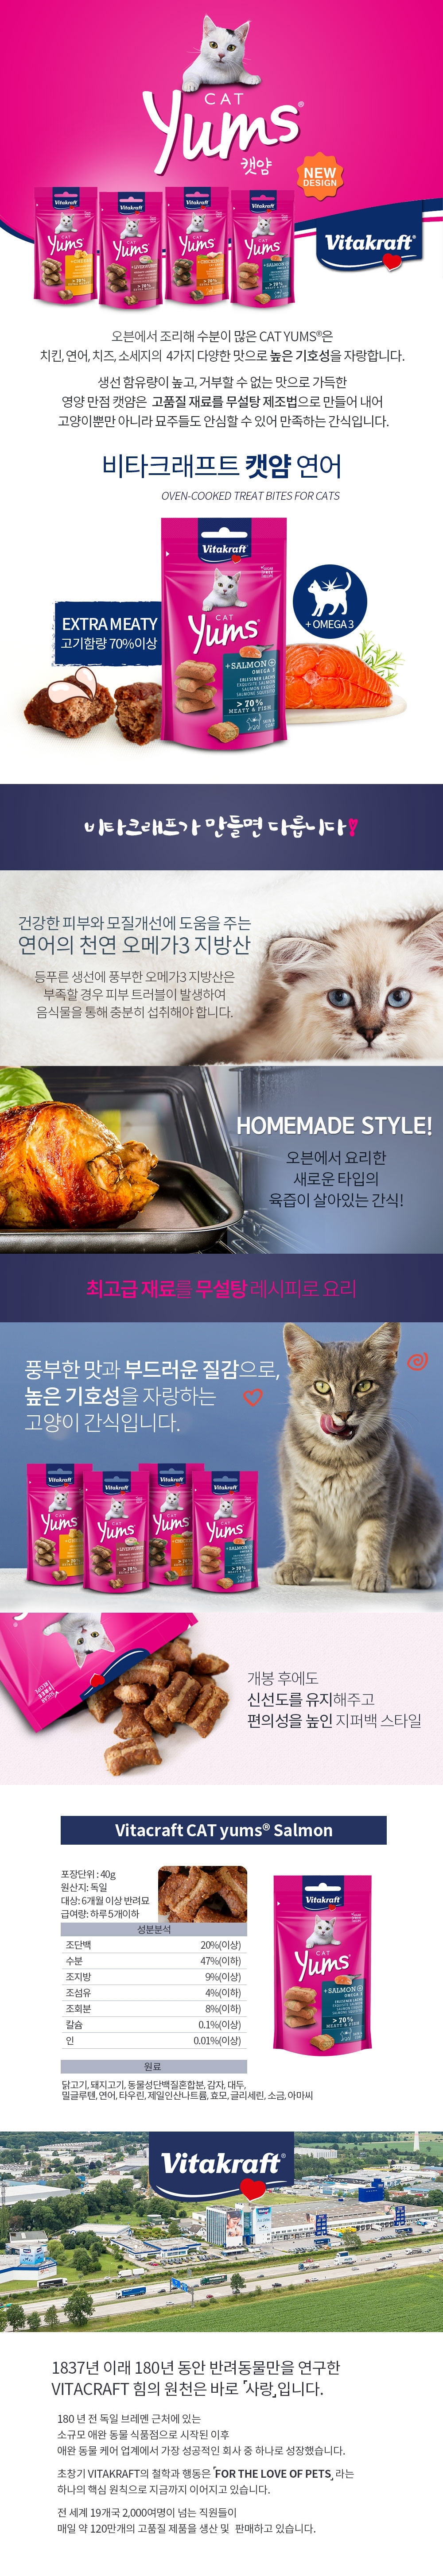 CAT
Yums®
캣얌
NEW
DESIGN
Vitakraft®
오븐에서 조리해 수분이 많은 CAT YUMS®은
치킨, 연어, 치즈, 소세지의 4가지 다양한 맛으로 높은 기호성을 자랑합니다.
생선 함유량이 높고, 거부할 수 없는 맛으로 가득한
영양 만점 캣얌은 고품질 재료를 무설탕 제조법으로 만들어 내어
고양이뿐만 아니라 묘주들도 안심할 수 있어 만족하는 간식입니다.
비타크래프트 캣얌 연어
OVEN-COOKED TREAT BITES FOR CATS
Vitakraft
CAT
Yums
EXTRA MEATY
고기함량 70%이상
+ OMEGA 3
+SALMON
OMEGA 3
> 70%
MEATY & FISH
비타크래프가 만들면 다릅니다!
건강한 피부와 모질개선에 도움을 주는
연어의 천연 오메가3 지방산
등푸른 생선에 풍부한 오메가3 지방산은
부족할 경우 피부 트러블이 발생하여
음식물을 통해 충분히 섭취해야 합니다.
HOMEMADE STYLE!
오븐에서 요리한
새로운 타입의
육즙이 살아있는 간식!
최고급 재료를 무설탕 레시피로 요리
풍부한 맛과 부드러운 질감으로,
높은 기호성을 자랑하는
고양이 간식입니다.
개봉 후에도
신선도를 유지해주고
편의성을 높인 지퍼백 스타일
Vitacraft CAT yums® Salmon
포장단위 : 40g
원산지: 독일
대상: 6개월 이상 반려묘
급여량: 하루 5개이하
성분분석
조단백 20%(이상)
수분 47%(이하)
조지방 9%(이상)
조섬유 4%(이하)
조회분 8%(이하)
칼슘 0.1%(이상)
인 0.01%(이상)
원료
닭고기, 돼지고기, 동물성단백질혼합분, 감자, 대두,
밀글루텐, 연어, 타우린, 제일인산나트륨, 효모, 글리세린, 소금, 아마씨
Vitakraft
CAT
Yums
+SALMON
OMEGA 3
> 70%
MEATY & FISH
Vitakraft®
1837년 이래 180년 동안 반려동물만을 연구한
VITACRAFT 힘의 원천은 바로 「사랑」입니다.
180 년 전 독일 브레멘 근처에 있는
소규모 애완 동물 식품점으로 시작된 이후
애완 동물 케어 업계에서 가장 성공적인 회사 중 하나로 성장했습니다.
초창기 VITAKRAFT의 철학과 행동은 「FOR THE LOVE OF PETS」 라는
하나의 핵심 원칙으로 지금까지 이어지고 있습니다.
전 세계 19개국 2,000여명이 넘는 직원들이
매일 약 120만개의 고품질 제품을 생산 및 판매하고 있습니다.